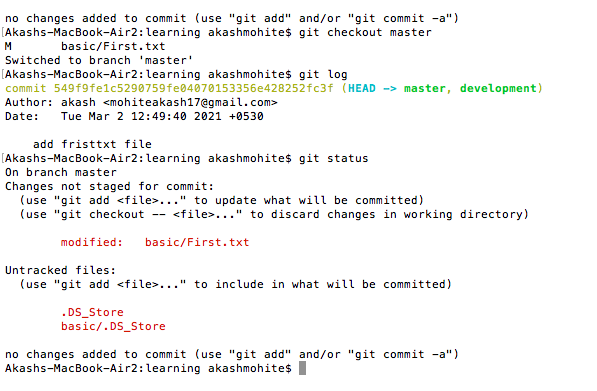 no changes added to commit (use "git add" and/or "git commit -a")
[Akashs-MacBook-Air2:learning akashmohite$ git checkout master
M       basic/First.txt
Switched to branch 'master'
[Akashs-MacBook-Air2:learning akashmohite$ git log
commit 549f9fe1c5290759fe04070153356e428252fc3f (HEAD -> master, development)
Author: akash <mohiteakash17@gmail.com>
Date:   Tue Mar 2 12:49:40 2021 +0530
    add fristtxt file
[Akashs-MacBook-Air2:learning akashmohite$ git status
On branch master
Changes not staged for commit:
  (use "git add <file>..." to update what will be committed)
  (use "git checkout -- <file>..." to discard changes in working directory)
        modified:   basic/First.txt
Untracked files:
  (use "git add <file>..." to include in what will be committed)
        .DS_Store
        basic/.DS_Store
no changes added to commit (use "git add" and/or "git commit -a")
Akashs-MacBook-Air2:learning akashmohite$